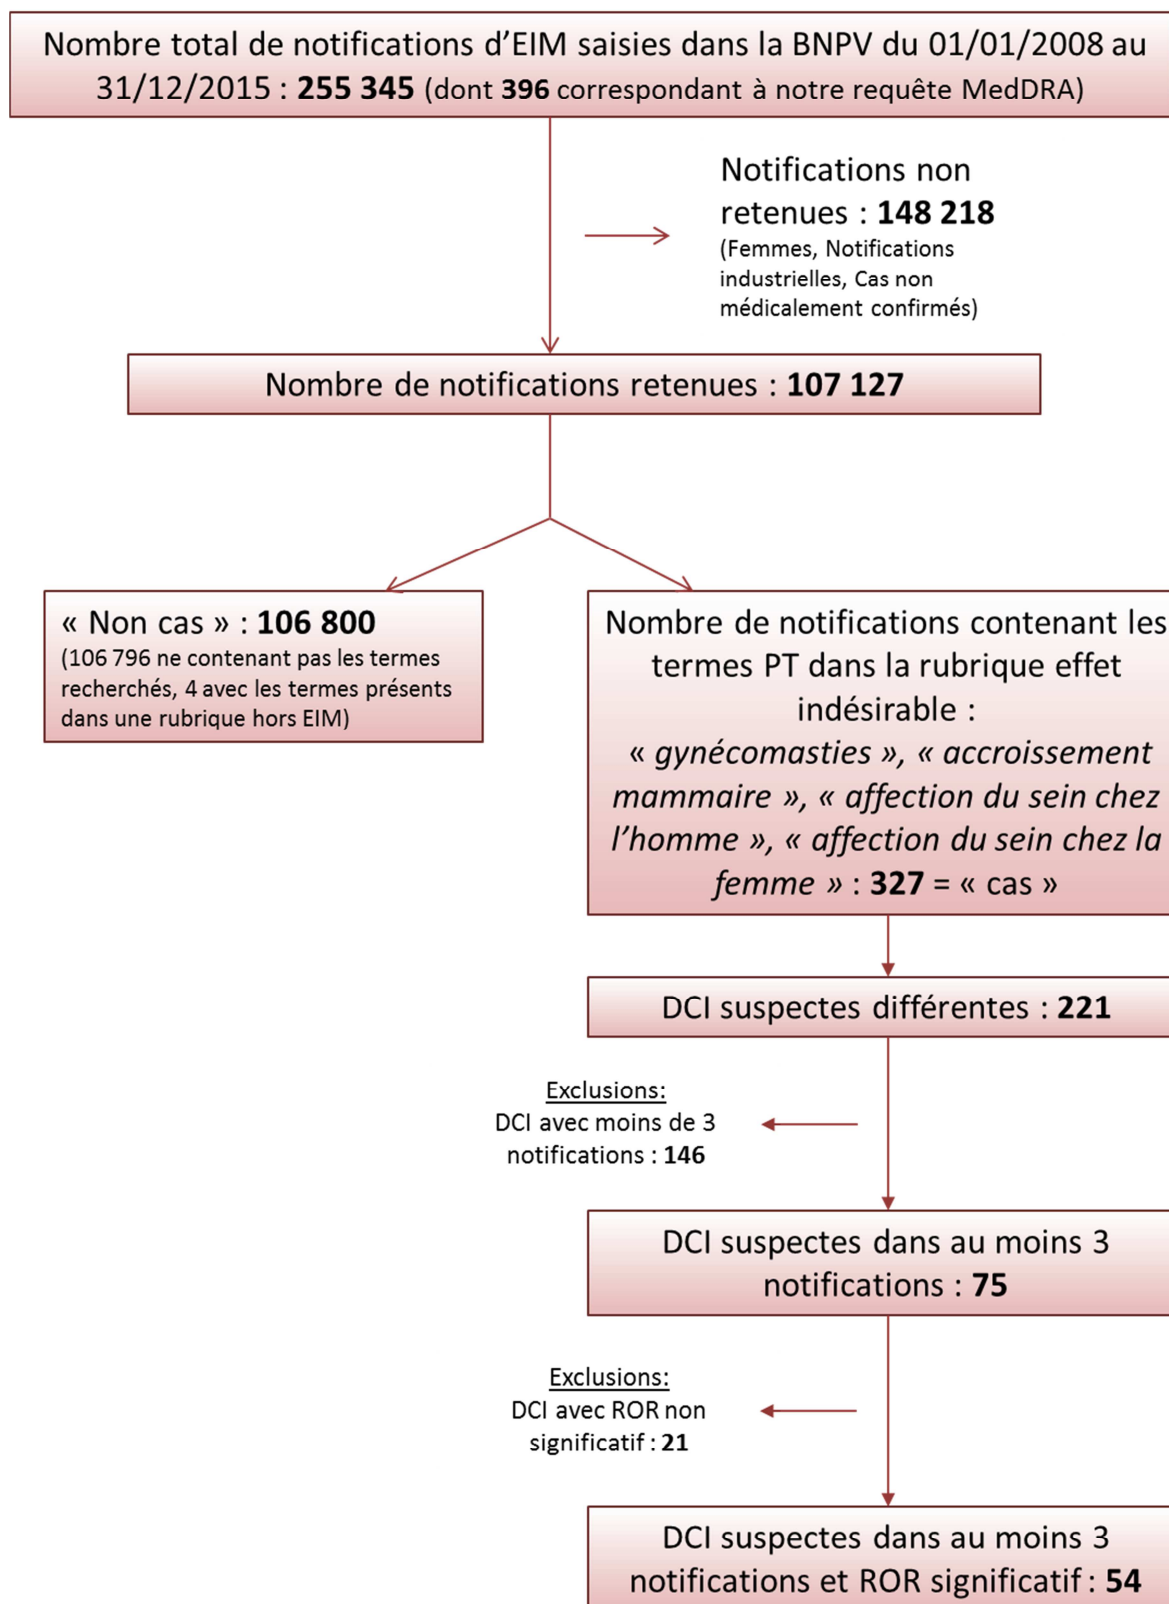 Nombre total de notifications d’EIM saisies dans la BNPV du 01/01/2008 au
31/12/2015 : 255 345 (dont 396 correspondant à notre requête MedDRA)
Notifications non
retenues : 148 218
(Femmes, Notifications
industrielles, Cas non
médicalement confirmés)
Nombre de notifications retenues : 107 127
« Non cas » : 106 800
(106 796 ne contenant pas les termes
recherchés, 4 avec les termes présents
dans une rubrique hors EIM)
Nombre de notifications contenant les
termes PT dans la rubrique effet
indésirable :
« gynécomasties », « accroissement
mammaire », « affection du sein chez
l’homme », « affection du sein chez la
femme » : 327 = « cas »
DCI suspectes différentes : 221
Exclusions:
DCI avec moins de 3
notifications : 146
DCI suspectes dans au moins 3
notifications : 75
Exclusions:
DCI avec ROR non
significatif : 21
DCI suspectes dans au moins 3
notifications et ROR significatif : 54